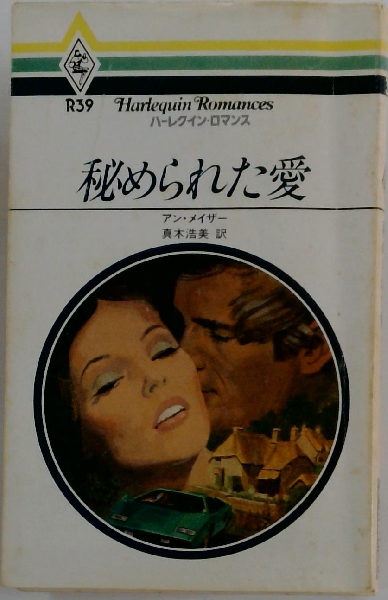 R39 Harlequin Romances
ハーレクイン・ロマンス
秘められた愛
アン・メイザー
真木浩美 訳